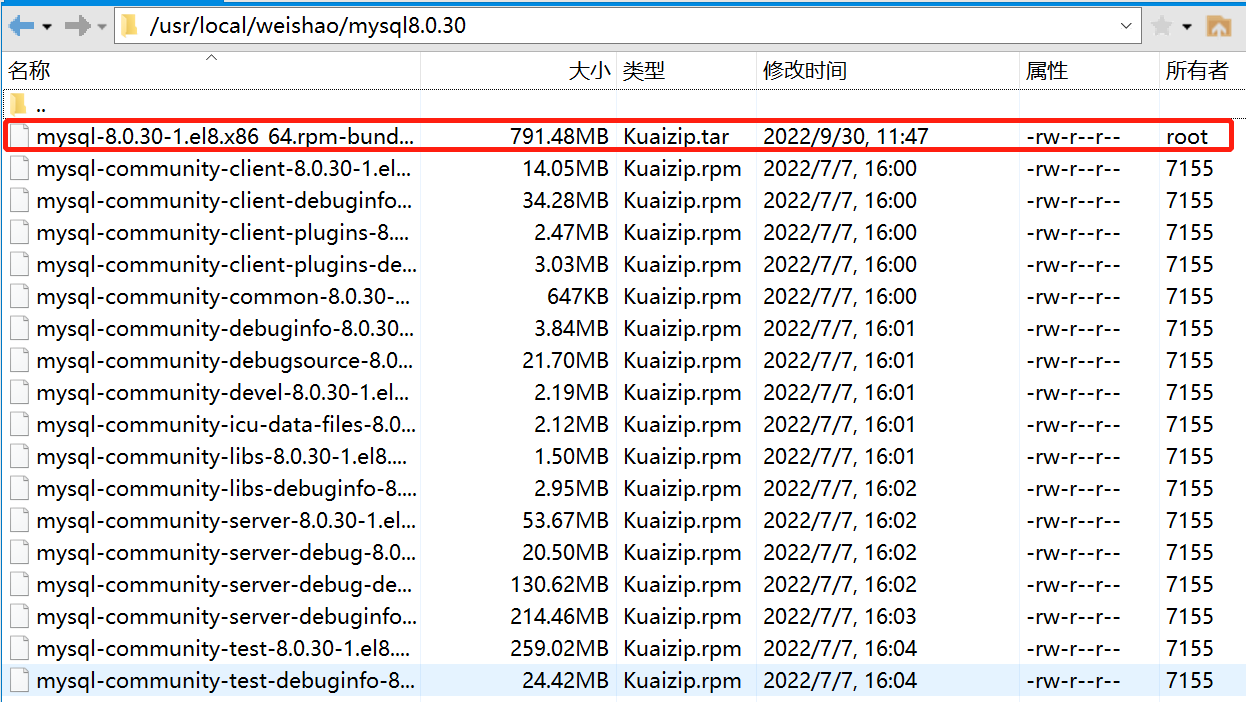 /usr/local/weishao/mysql8.0.30
名称 大小 类型 修改时间 属性 所有者
..
mysql-8.0.30-1.el8.x86_64.rpm-bund... 791.48MB Kuaizip.tar 2022/9/30, 11:47 -rw-r--r-- root
mysql-community-client-8.0.30-1.el... 14.05MB Kuaizip.rpm 2022/7/7, 16:00 -rw-r--r-- 7155
mysql-community-client-debuginfo... 34.28MB Kuaizip.rpm 2022/7/7, 16:00 -rw-r--r-- 7155
mysql-community-client-plugins-8.... 2.47MB Kuaizip.rpm 2022/7/7, 16:00 -rw-r--r-- 7155
mysql-community-client-plugins-de... 3.03MB Kuaizip.rpm 2022/7/7, 16:00 -rw-r--r-- 7155
mysql-community-common-8.0.30-... 647KB Kuaizip.rpm 2022/7/7, 16:00 -rw-r--r-- 7155
mysql-community-debuginfo-8.0.30... 3.84MB Kuaizip.rpm 2022/7/7, 16:01 -rw-r--r-- 7155
mysql-community-debugsource-8.0... 21.70MB Kuaizip.rpm 2022/7/7, 16:01 -rw-r--r-- 7155
mysql-community-devel-8.0.30-1.el... 2.19MB Kuaizip.rpm 2022/7/7, 16:01 -rw-r--r-- 7155
mysql-community-icu-data-files-8.0... 2.12MB Kuaizip.rpm 2022/7/7, 16:01 -rw-r--r-- 7155
mysql-community-libs-8.0.30-1.el8.... 1.50MB Kuaizip.rpm 2022/7/7, 16:01 -rw-r--r-- 7155
mysql-community-libs-debuginfo-8.... 2.95MB Kuaizip.rpm 2022/7/7, 16:02 -rw-r--r-- 7155
mysql-community-server-8.0.30-1.el... 53.67MB Kuaizip.rpm 2022/7/7, 16:02 -rw-r--r-- 7155
mysql-community-server-debug-8.0... 20.50MB Kuaizip.rpm 2022/7/7, 16:02 -rw-r--r-- 7155
mysql-community-server-debug-de... 130.62MB Kuaizip.rpm 2022/7/7, 16:02 -rw-r--r-- 7155
mysql-community-server-debuginfo... 214.46MB Kuaizip.rpm 2022/7/7, 16:03 -rw-r--r-- 7155
mysql-community-test-8.0.30-1.el8.... 259.02MB Kuaizip.rpm 2022/7/7, 16:04 -rw-r--r-- 7155
mysql-community-test-debuginfo-8... 24.42MB Kuaizip.rpm 2022/7/7, 16:04 -rw-r--r-- 7155